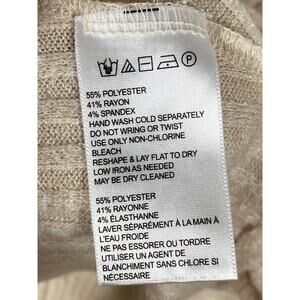 55% POLYESTER
41% RAYON
4% SPANDEX
HAND WASH COLD SEPARATELY
DO NOT WRING OR TWIST
USE ONLY NON-CHLORINE
BLEACH
RESHAPE & LAY FLAT TO DRY
LOW IRON AS NEEDED
MAY BE DRY CLEANED
55% POLYESTER
41% RAYONNE
4% ÉLASTHANNE
LAVER SÉPARÉMENT À LA MAIN À
L'EAU FROIDE
NE PAS ESSORER OU TORDRE
UTILISER UN AGENT DE
BLANCHIMENT SANS CHLORE SI
NÉCESSAIRE